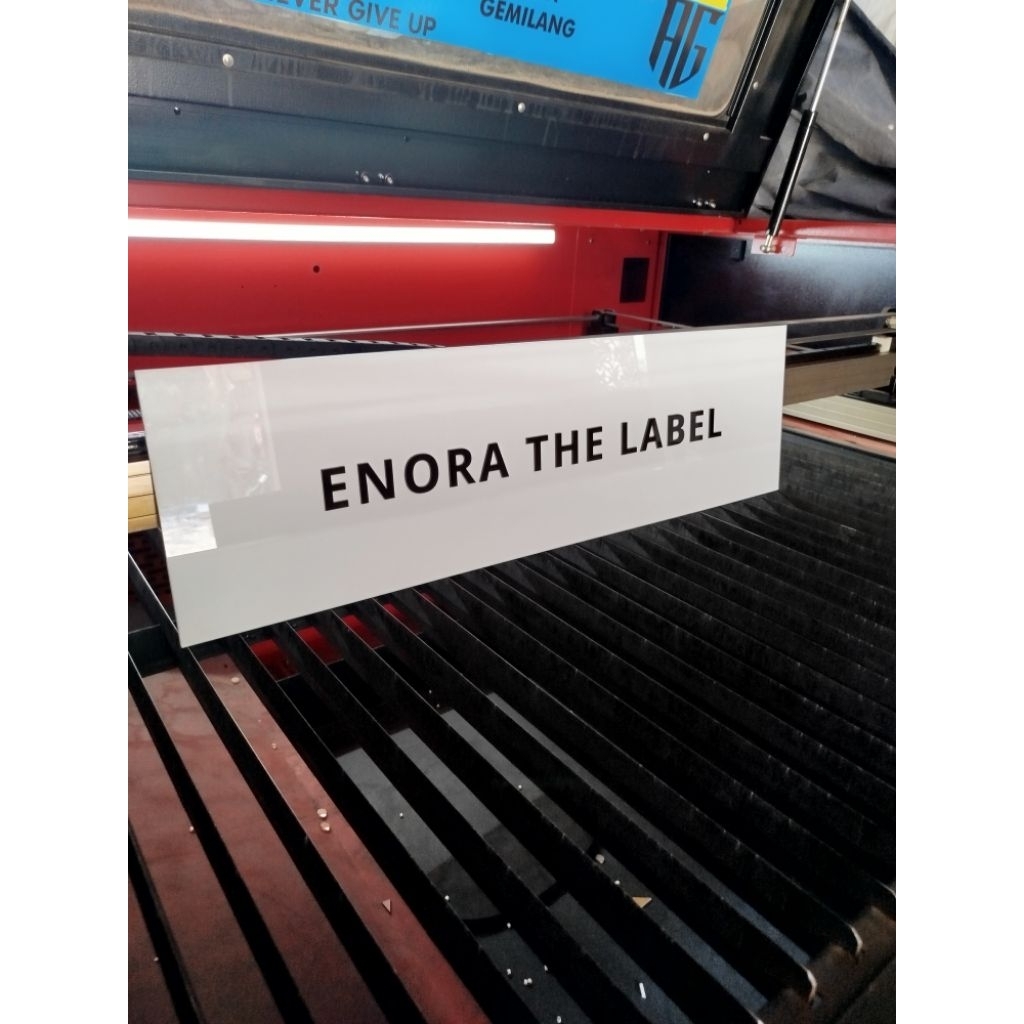 EVER GIVE UP
GEMILANG
AG
ENORA THE LABEL